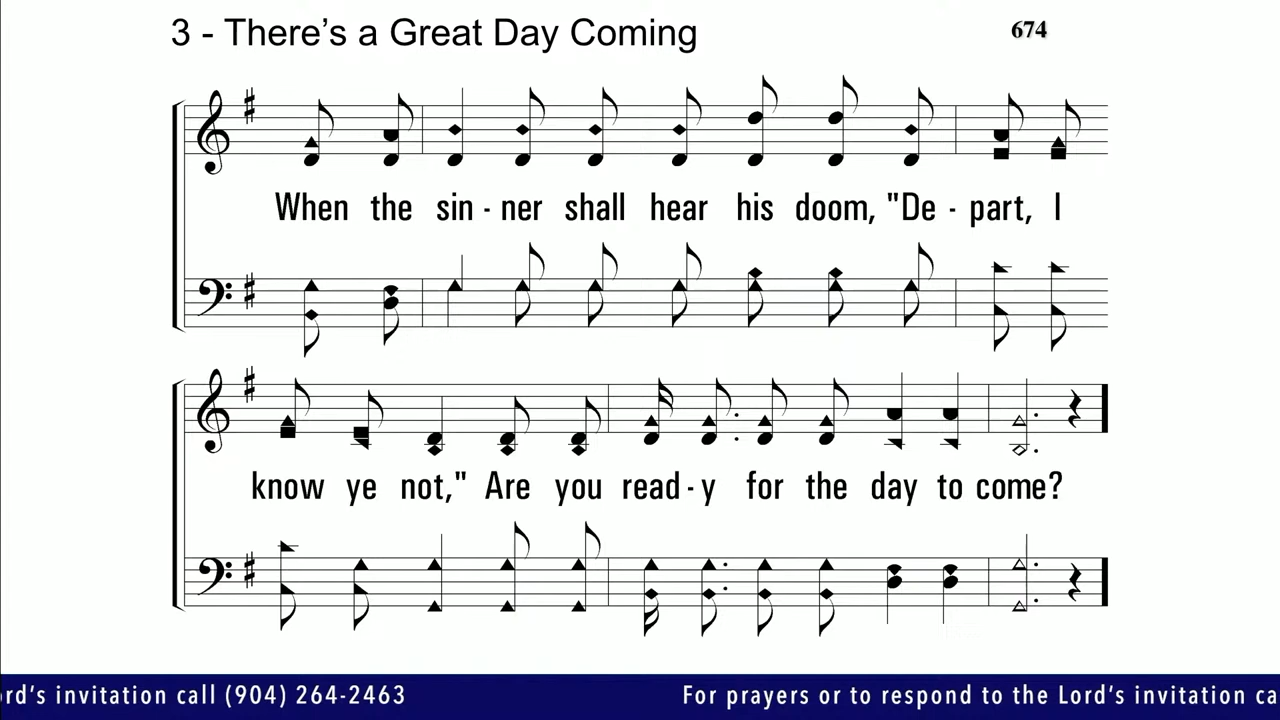 3 - There's a Great Day Coming
674
When the sin - ner shall hear his doom, "De - part, I
know ye not," Are you read - y for the day to come?
ord's invitation call (904) 264-2463 For prayers or to respond to the Lord's invitation ca